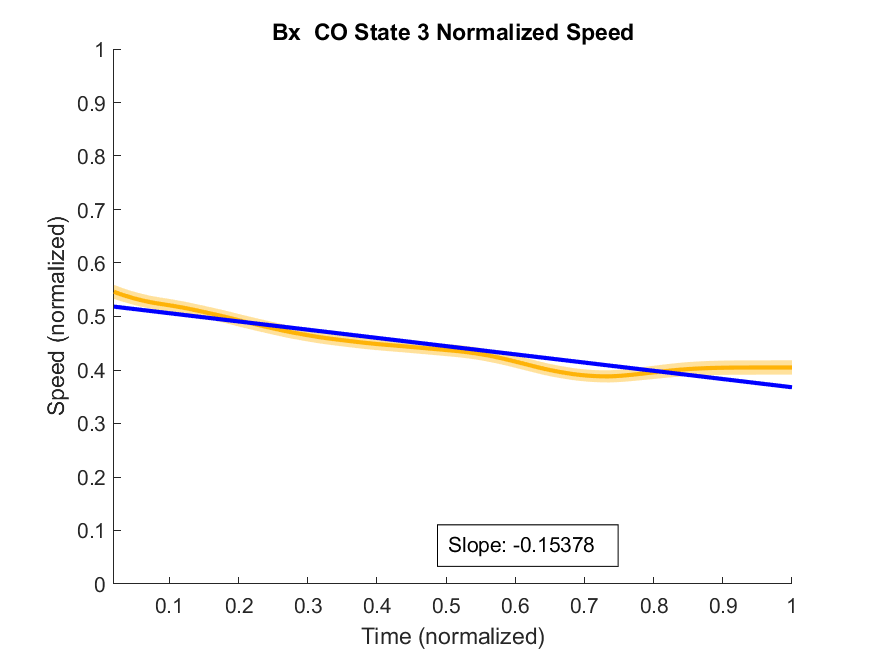 Bx  CO State 3 Normalized Speed
1
0.9
0.8
0.7
0.6
0.5
0.4
0.3
0.2
0.1
0
Speed (normalized)
Slope: -0.15378
0.1 0.2 0.3 0.4 0.5 0.6 0.7 0.8 0.9 1
Time (normalized)